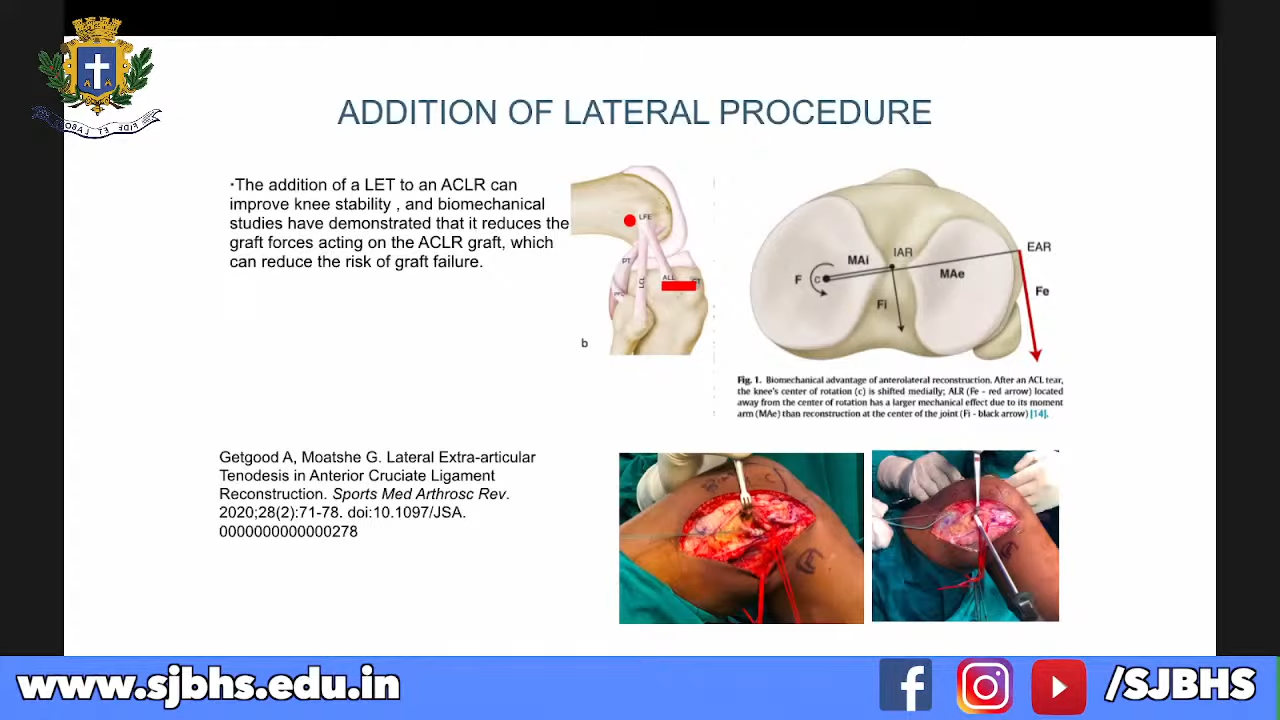 ADDITION OF LATERAL PROCEDURE
•The addition of a LET to an ACLR can
improve knee stability , and biomechanical
studies have demonstrated that it reduces the
graft forces acting on the ACLR graft, which
can reduce the risk of graft failure.
LFE
PT
ALL
b
EAR
IAR
MAi
MAe
F
C
Fe
Fi
Fig. 1. Biomechanical advantage of anterolateral reconstruction. After an ACL tear,
the knee's center of rotation (c) is shifted medially; ALR (Fe - red arrow) located
away from the center of rotation has a larger mechanical effect due to its moment
arm (MAe) than reconstruction at the center of the joint (Fi - black arrow) [14].
Getgood A, Moatshe G. Lateral Extra-articular
Tenodesis in Anterior Cruciate Ligament
Reconstruction. Sports Med Arthrosc Rev.
2020;28(2):71-78. doi:10.1097/JSA.
0000000000000278
FIDE ET LABORE
www.sjbhs.edu.in
/SJBHS